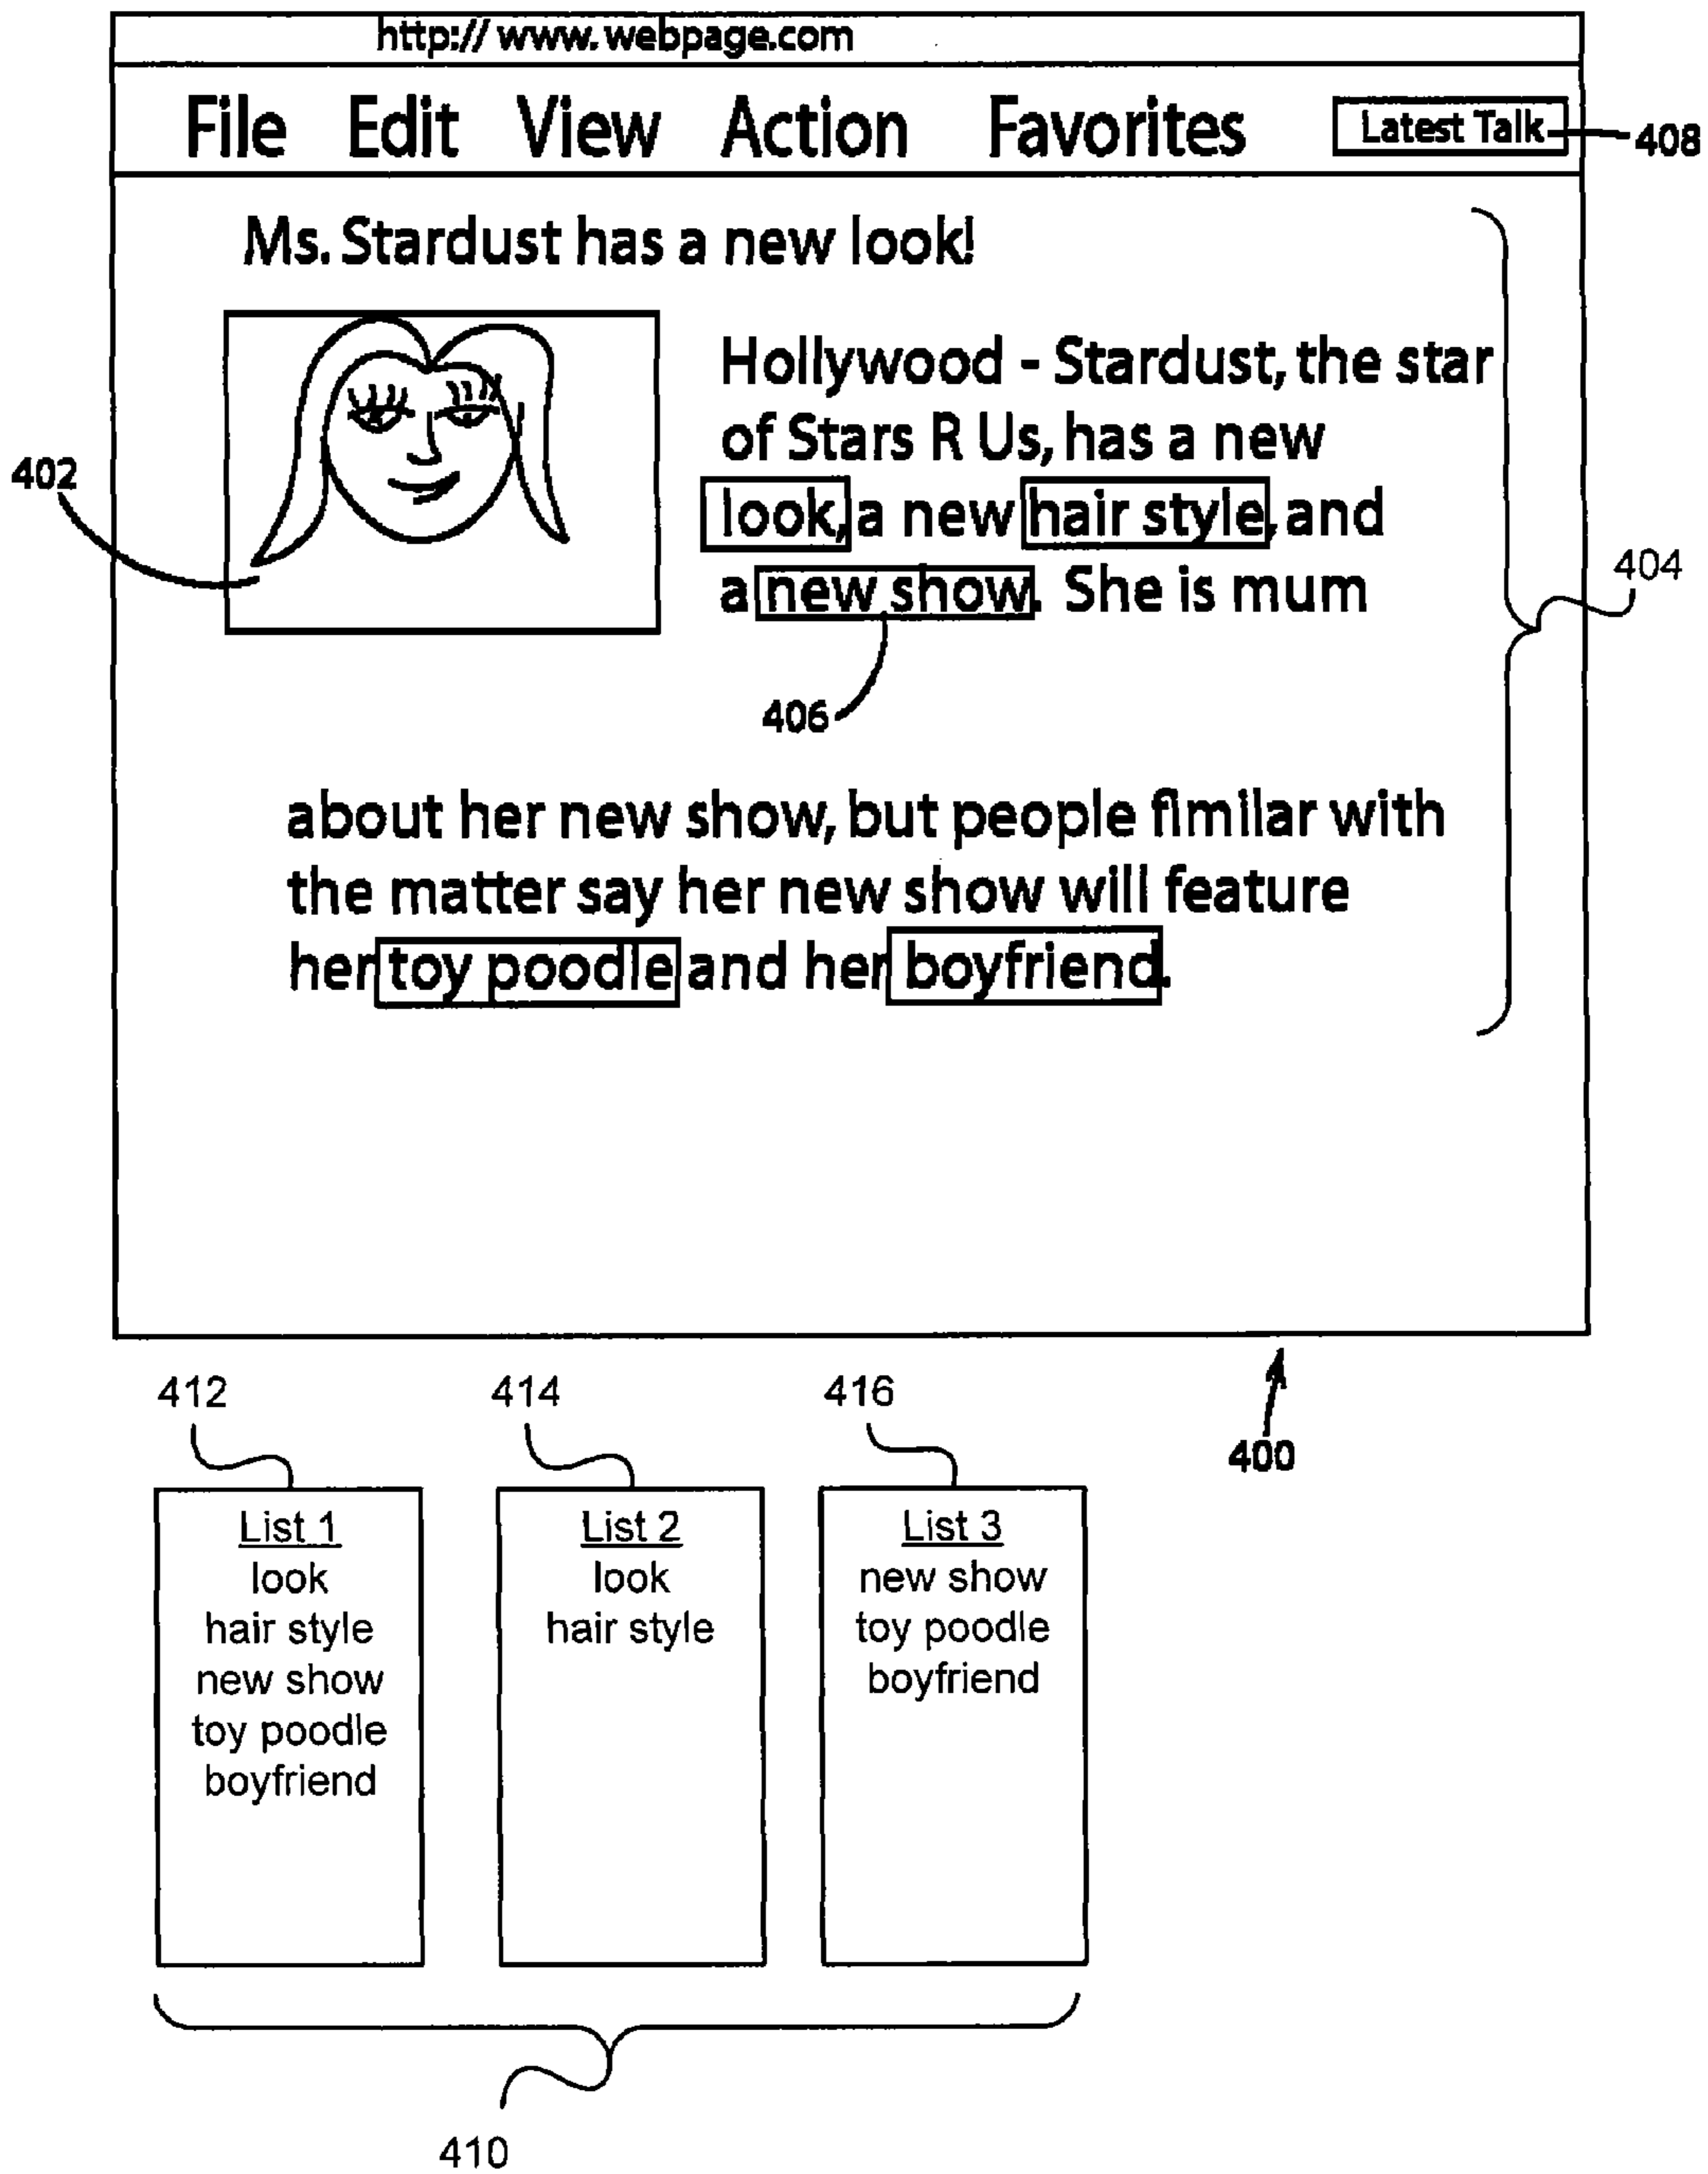 http:// www. webpage.com
File Edit View Action Favorites Latest Talk
408
Ms. Stardust has a new look!
Hollywood - Stardust, the star
of Stars R Us, has a new
402
look, a new hair style, and
404
a new show. She is mum
406
about her new show, but people fimilar with
the matter say her new show will feature
her toy poodle and her boyfriend.
412 414 416
400
List 1
look
hair style
new show
toy poodle
boyfriend
List 2
look
hair style
List 3
new show
toy poodle
boyfriend
410